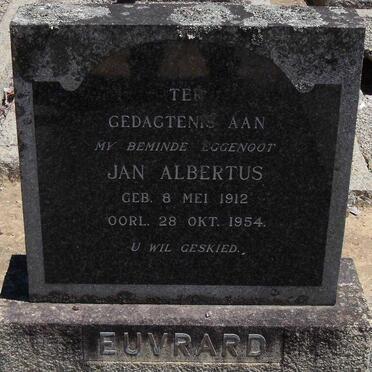 TER
GEDAGTENIS AAN
MY BEMINDE EGGENOOT
JAN ALBERTUS
GEB. 8 MEI 1912
OORL. 28 OKT. 1954.
U WIL GESKIED.
EUVRARD